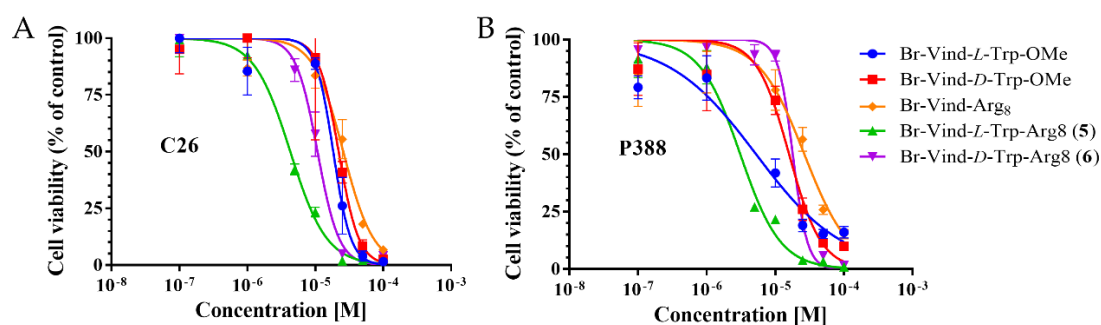 A
Cell viability (% of control)
100
75
50
25
0
C26
10⁻⁸ 10⁻⁷ 10⁻⁶ 10⁻⁵ 10⁻⁴ 10⁻³
Concentration [M]
B
Cell viability (% of control)
100
75
50
25
0
P388
10⁻⁸ 10⁻⁷ 10⁻⁶ 10⁻⁵ 10⁻⁴ 10⁻³
Concentration [M]
Br-Vind-L-Trp-OMe
Br-Vind-D-Trp-OMe
Br-Vind-Arg₈
Br-Vind-L-Trp-Arg8 (5)
Br-Vind-D-Trp-Arg8 (6)